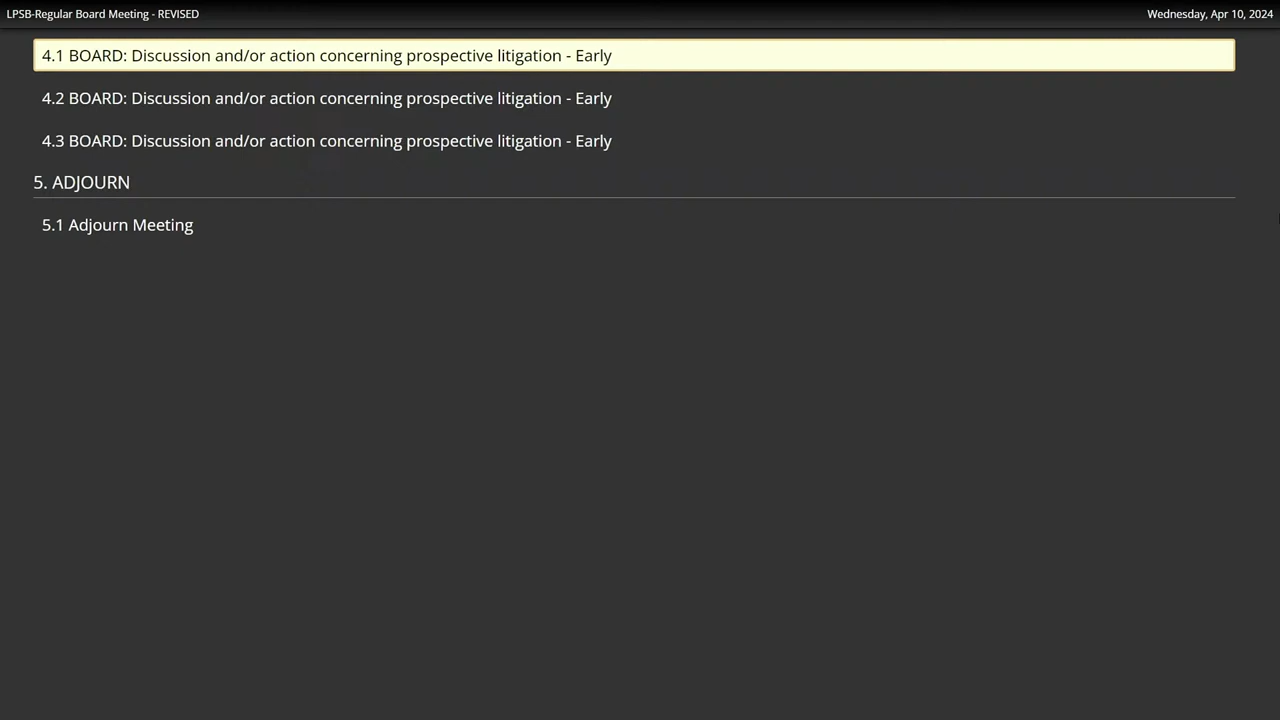 LPSB-Regular Board Meeting - REVISED
Wednesday, Apr 10, 2024
4.1 BOARD: Discussion and/or action concerning prospective litigation - Early
4.2 BOARD: Discussion and/or action concerning prospective litigation - Early
4.3 BOARD: Discussion and/or action concerning prospective litigation - Early
5. ADJOURN
5.1 Adjourn Meeting